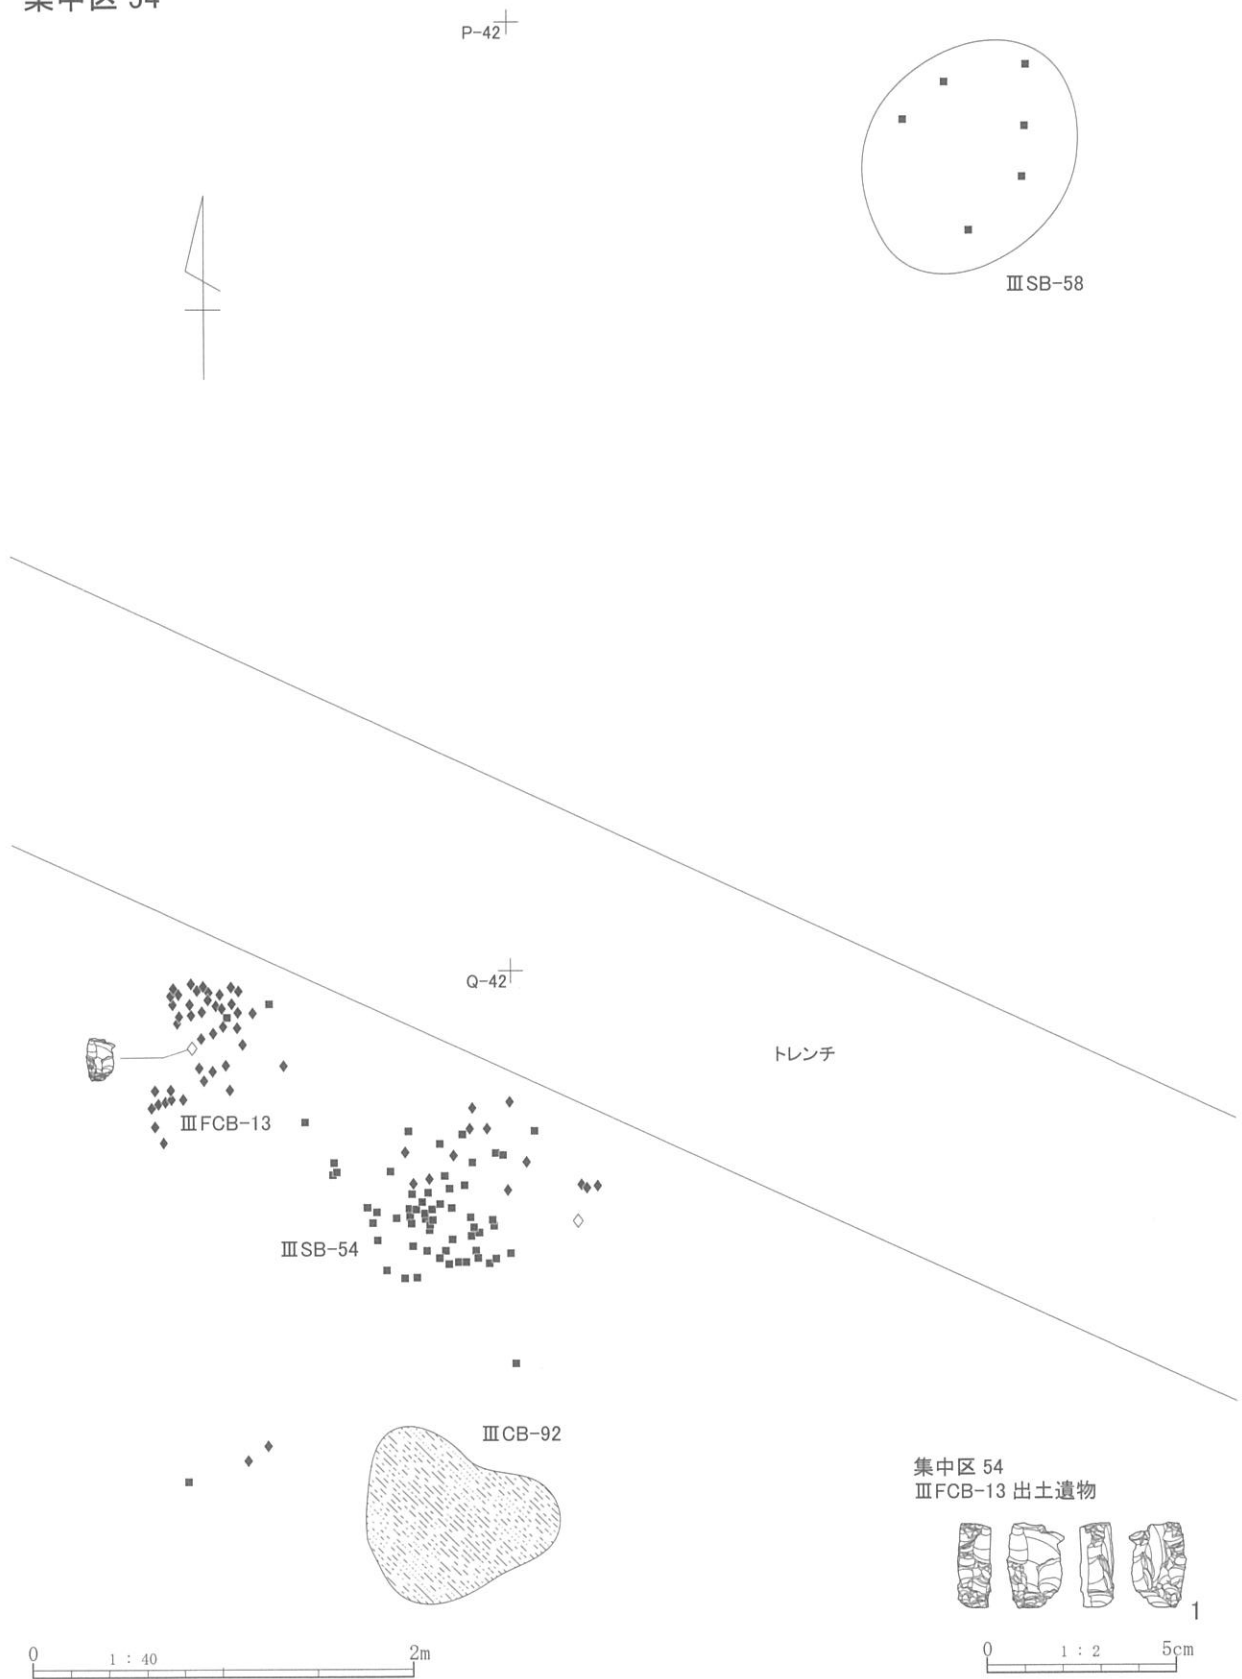 集中区 54
P-42
ⅢSB-58
Q-42
トレンチ
ⅢFCB-13
ⅢSB-54
ⅢCB-92
集中区 54
ⅢFCB-13 出土遺物
1
0 1 : 40 2m
0 1 : 2 5cm